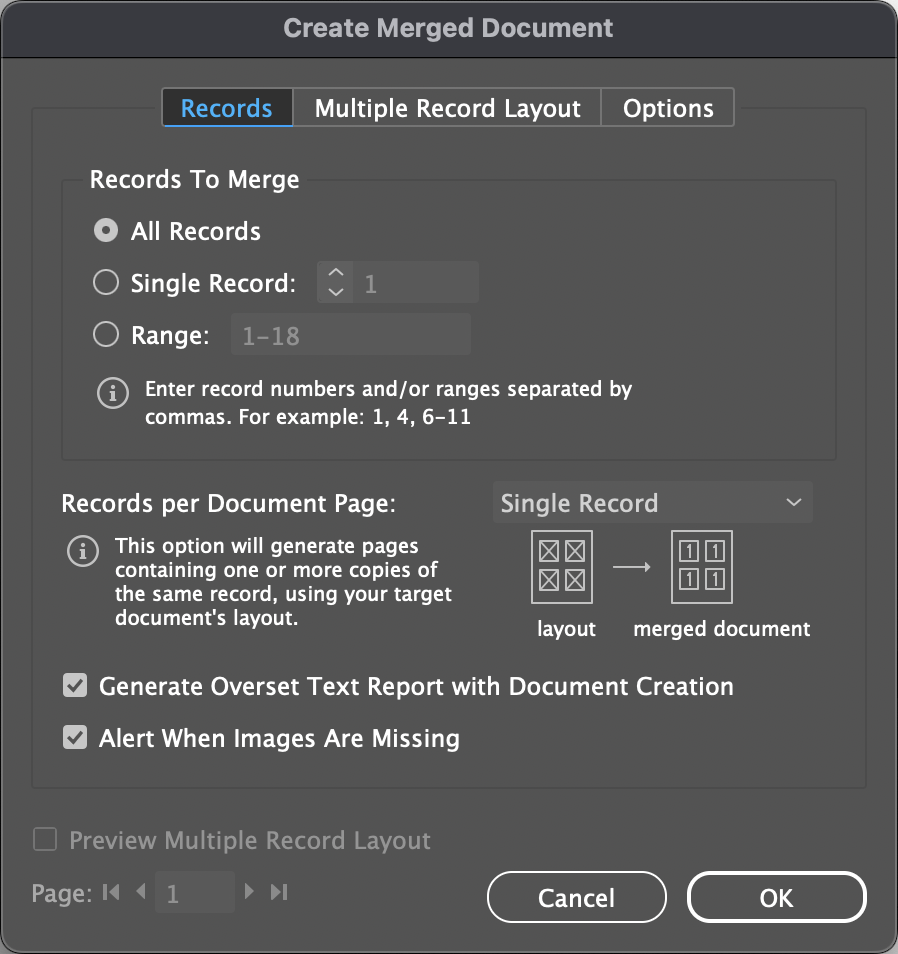 Create Merged Document
Records
Multiple Record Layout
Options
Records To Merge
All Records
Single Record:
1
Range:
1-18
Enter record numbers and/or ranges separated by
commas. For example: 1, 4, 6-11
Records per Document Page:
Single Record
This option will generate pages
containing one or more copies of
the same record, using your target
document's layout.
1 1
1 1
layout
merged document
Generate Overset Text Report with Document Creation
Alert When Images Are Missing
Preview Multiple Record Layout
Page:
1
Cancel
OK